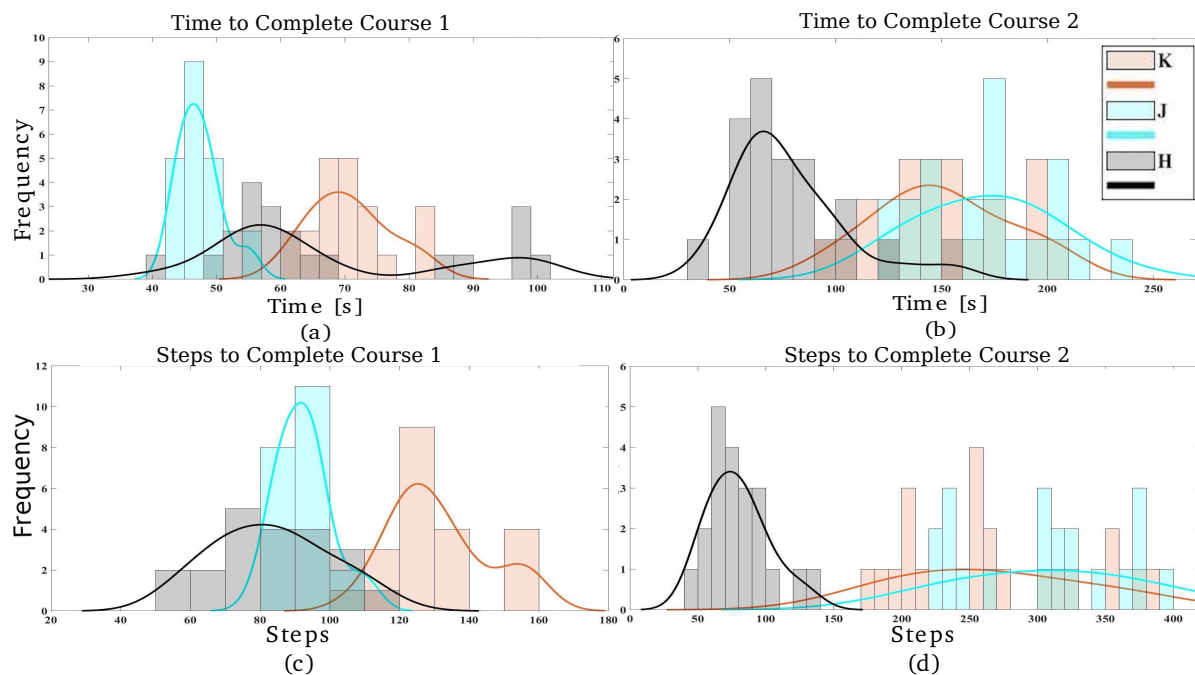 Time to Complete Course 1
Frequency
10
9
8
7
6
5
4
3
2
1
0
30 40 50 60 70 80 90 100 110
Time [s]
(a)
Time to Complete Course 2
6
5
4
3
2
1
0
0 50 100 150 200 250
Time [s]
(b)
K
J
H
Steps to Complete Course 1
Frequency
12
10
8
6
4
2
0
20 40 60 80 100 120 140 160 180
Steps
(c)
Steps to Complete Course 2
6
5
4
3
2
1
0
0 50 100 150 200 250 300 350 400
Steps
(d)